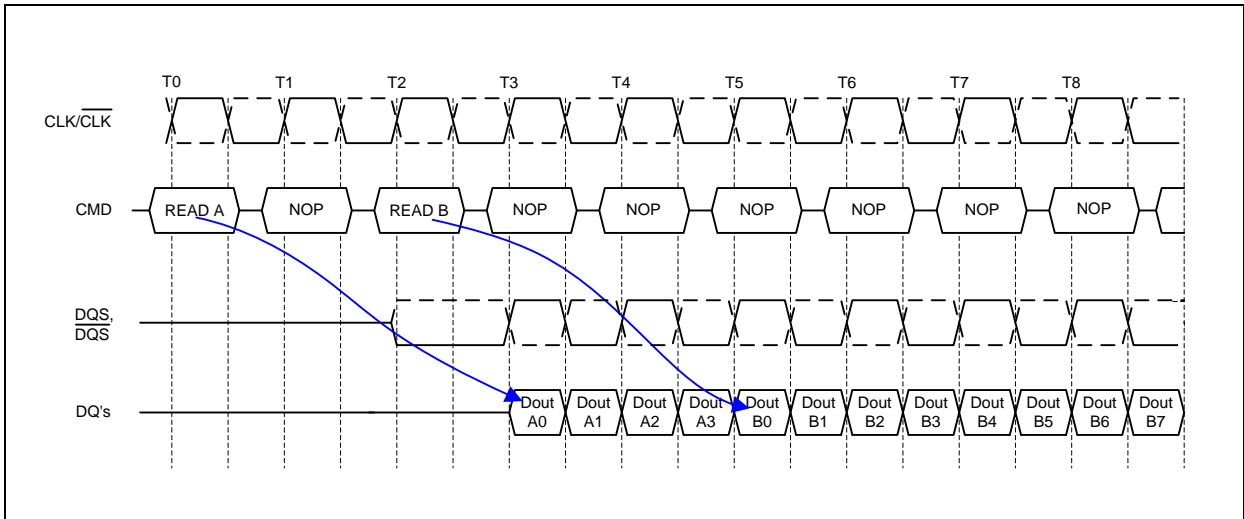 T0 T1 T2 T3 T4 T5 T6 T7 T8
CLK/CLK
CMD READ A NOP READ B NOP NOP NOP NOP NOP NOP
DQS,
DQS
DQ's Dout Dout Dout Dout Dout Dout Dout Dout Dout Dout Dout Dout
A0 A1 A2 A3 B0 B1 B2 B3 B4 B5 B6 B7